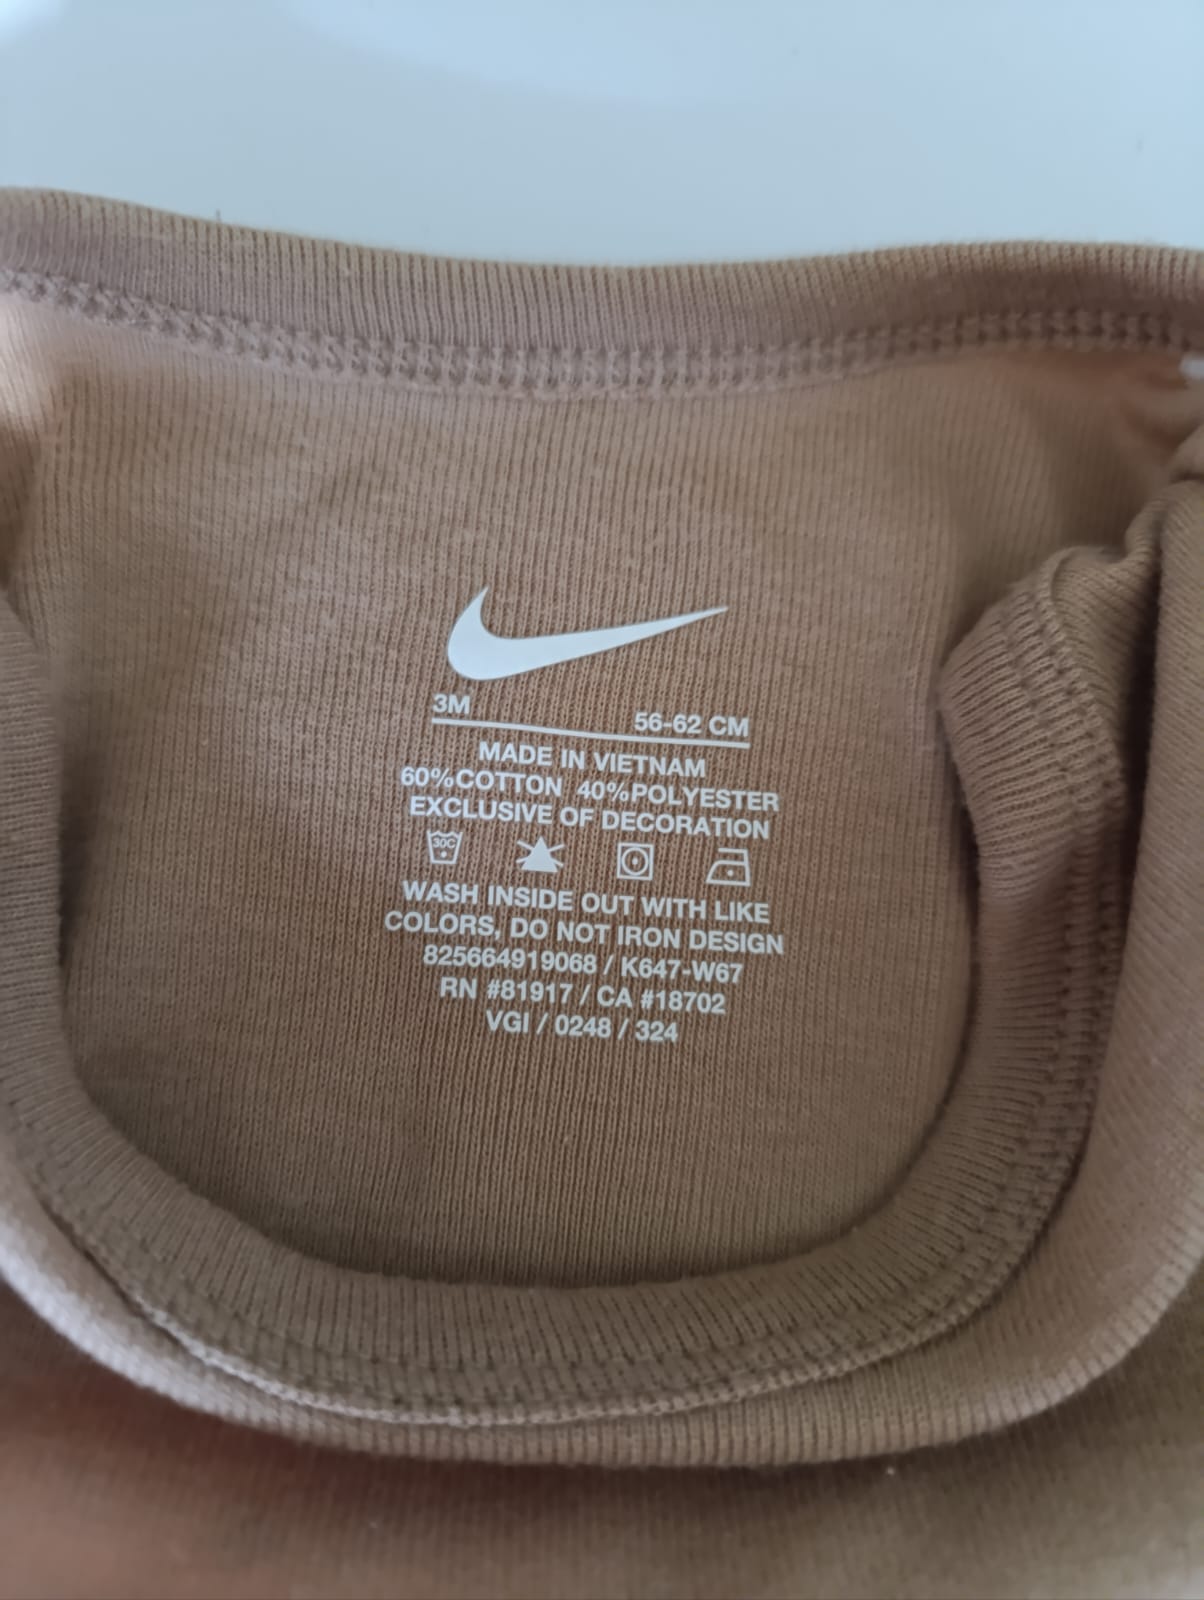 3M 56-62 CM
MADE IN VIETNAM
60%COTTON 40%POLYESTER
EXCLUSIVE OF DECORATION
30C
WASH INSIDE OUT WITH LIKE
COLORS, DO NOT IRON DESIGN
825664919068 / K647-W67
RN #81917 / CA #18702
VGI / 0248 / 324